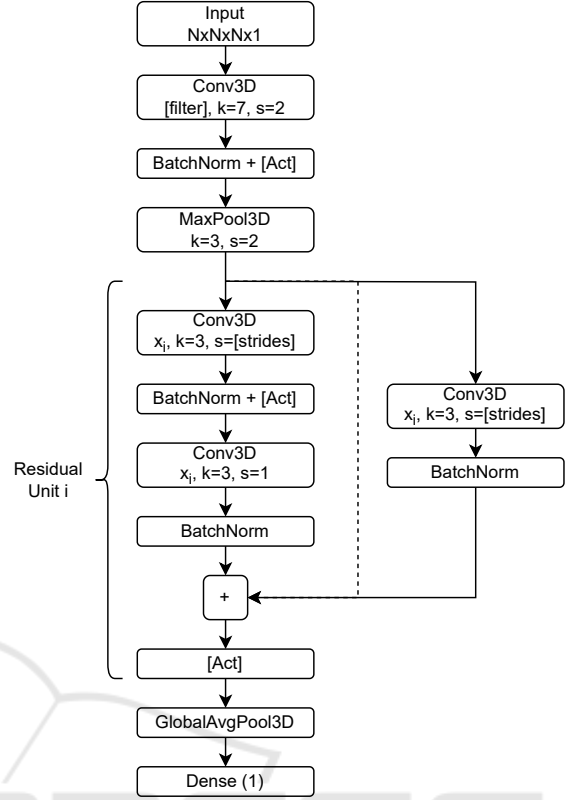 Input
NxNxNx1
Conv3D
[filter], k=7, s=2
BatchNorm + [Act]
MaxPool3D
k=3, s=2
Conv3D
xᵢ, k=3, s=[strides]
BatchNorm + [Act]
Conv3D
xᵢ, k=3, s=1
BatchNorm
+
[Act]
Conv3D
xᵢ, k=3, s=[strides]
BatchNorm
Residual
Unit i
GlobalAvgPool3D
Dense (1)